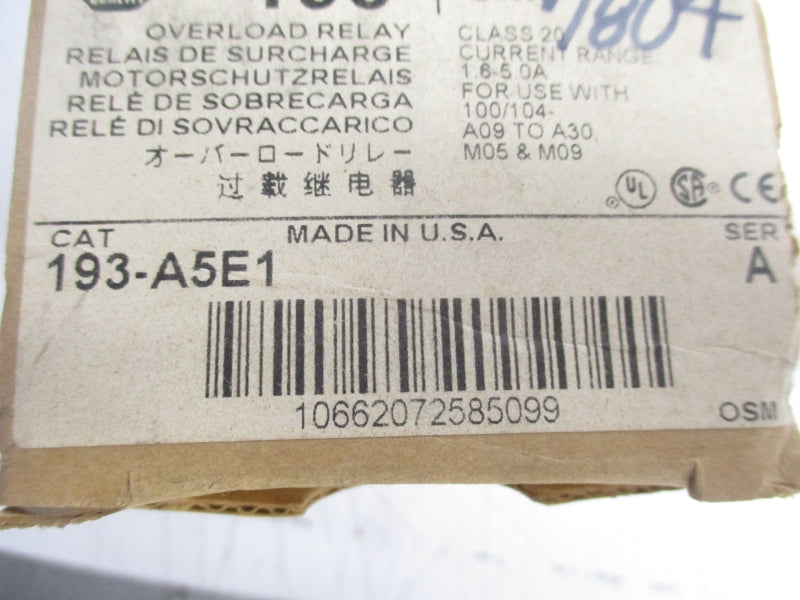 OVERLOAD RELAY
RELAIS DE SURCHARGE
MOTORSCHUTZRELAIS
RELÉ DE SOBRECARGA
RELÉ DI SOVRACCARICO
オーバーロードリレー
过载继电器
CLASS 20
CURRENT RANGE:
1.6-5.0A
FOR USE WITH
100/104-
A09 TO A30,
M05 & M09
UL ® CE
CAT MADE IN U.S.A. SER
193-A5E1 A
10662072585099
OSM